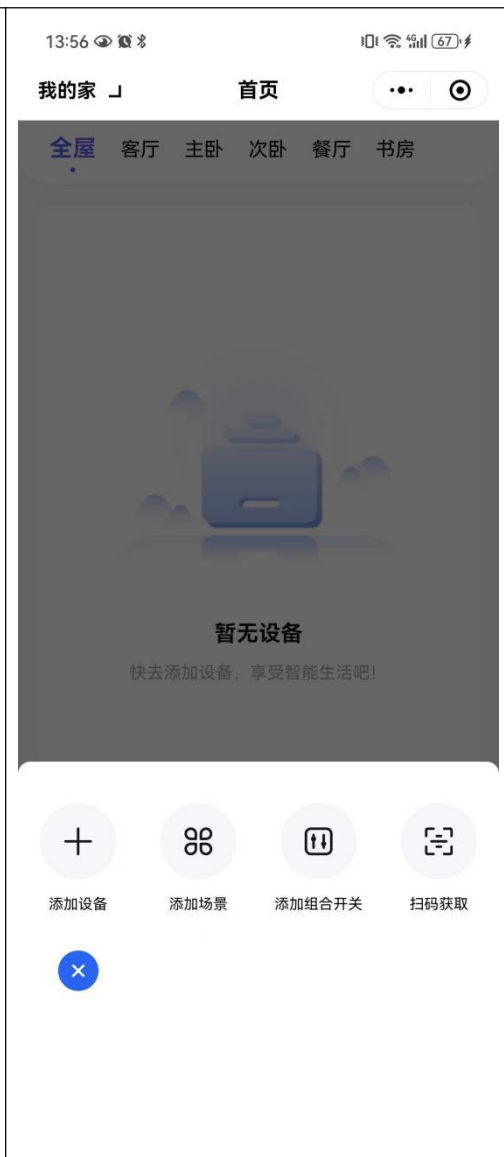 13:56 4G 67
我的家 首页
全屋 客厅 主卧 次卧 餐厅 书房
暂无设备
快去添加设备，享受智能生活吧！
添加设备 添加场景 添加组合开关 扫码获取